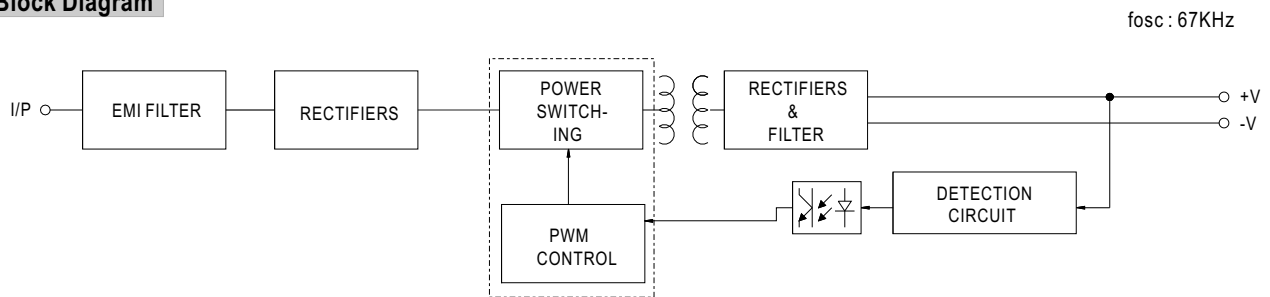 Block Diagram
fosc : 67KHz
I/P
EMI FILTER
RECTIFIERS
POWER
SWITCH-
ING
RECTIFIERS
&
FILTER
+V
-V
DETECTION
CIRCUIT
PWM
CONTROL